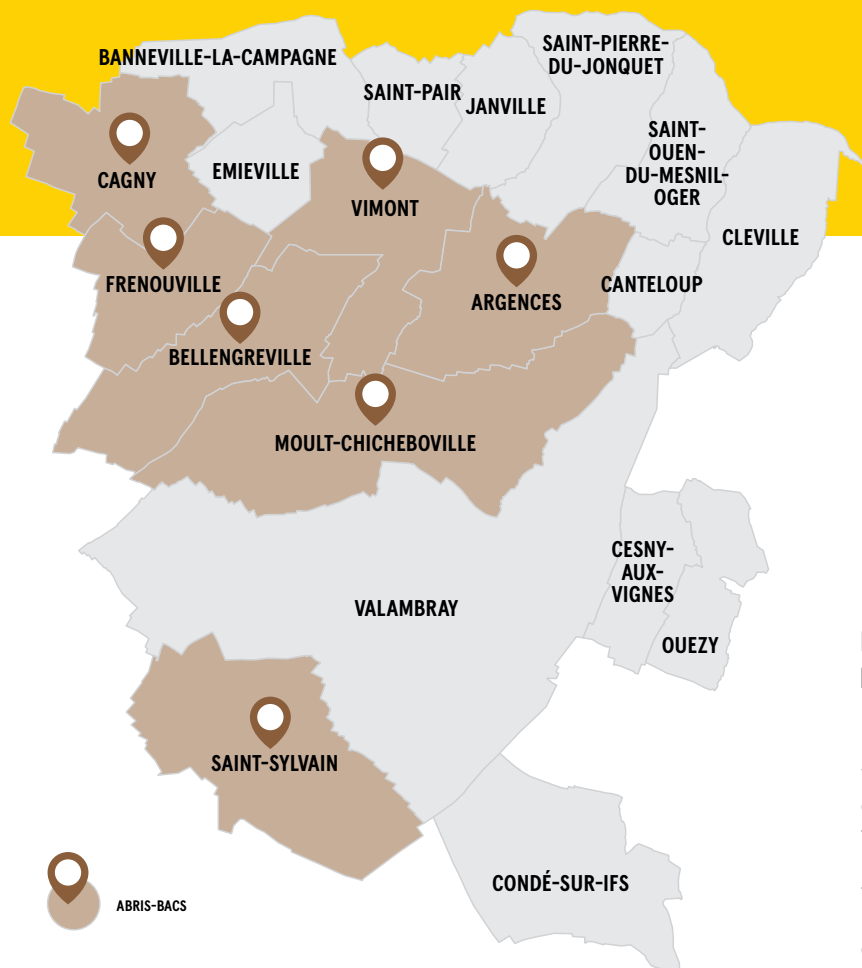 BANNEVILLE-LA-CAMPAGNE
SAINT-PIERRE-
DU-JONQUET
SAINT-PAIR
JANVILLE
SAINT-
OUEN-
DU-MESNIL-
OGER
CAGNY
EMIEVILLE
VIMONT
CLEVILLE
FRENOUVILLE
ARGENCES
CANTELOUP
BELLENGREVILLE
MOULT-CHICHEBOVILLE
CESNY-
AUX-
VIGNES
VALAMBRAY
OUEZY
SAINT-SYLVAIN
CONDÉ-SUR-IFS
ABRIS-BACS